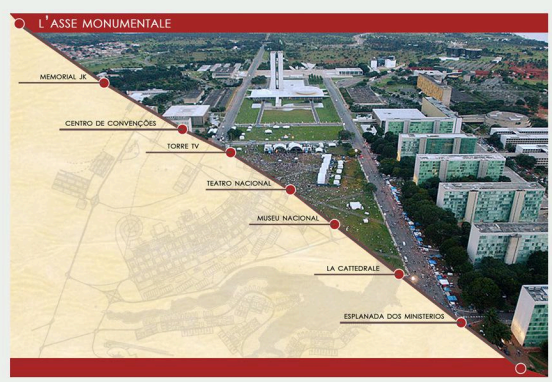 L'ASSE MONUMENTALE
MEMORIAL JK
CENTRO DE CONVENÇÕES
TORRE TV
TEATRO NACIONAL
MUSEU NACIONAL
LA CATTEDRALE
ESPLANADA DOS MINISTERIOS